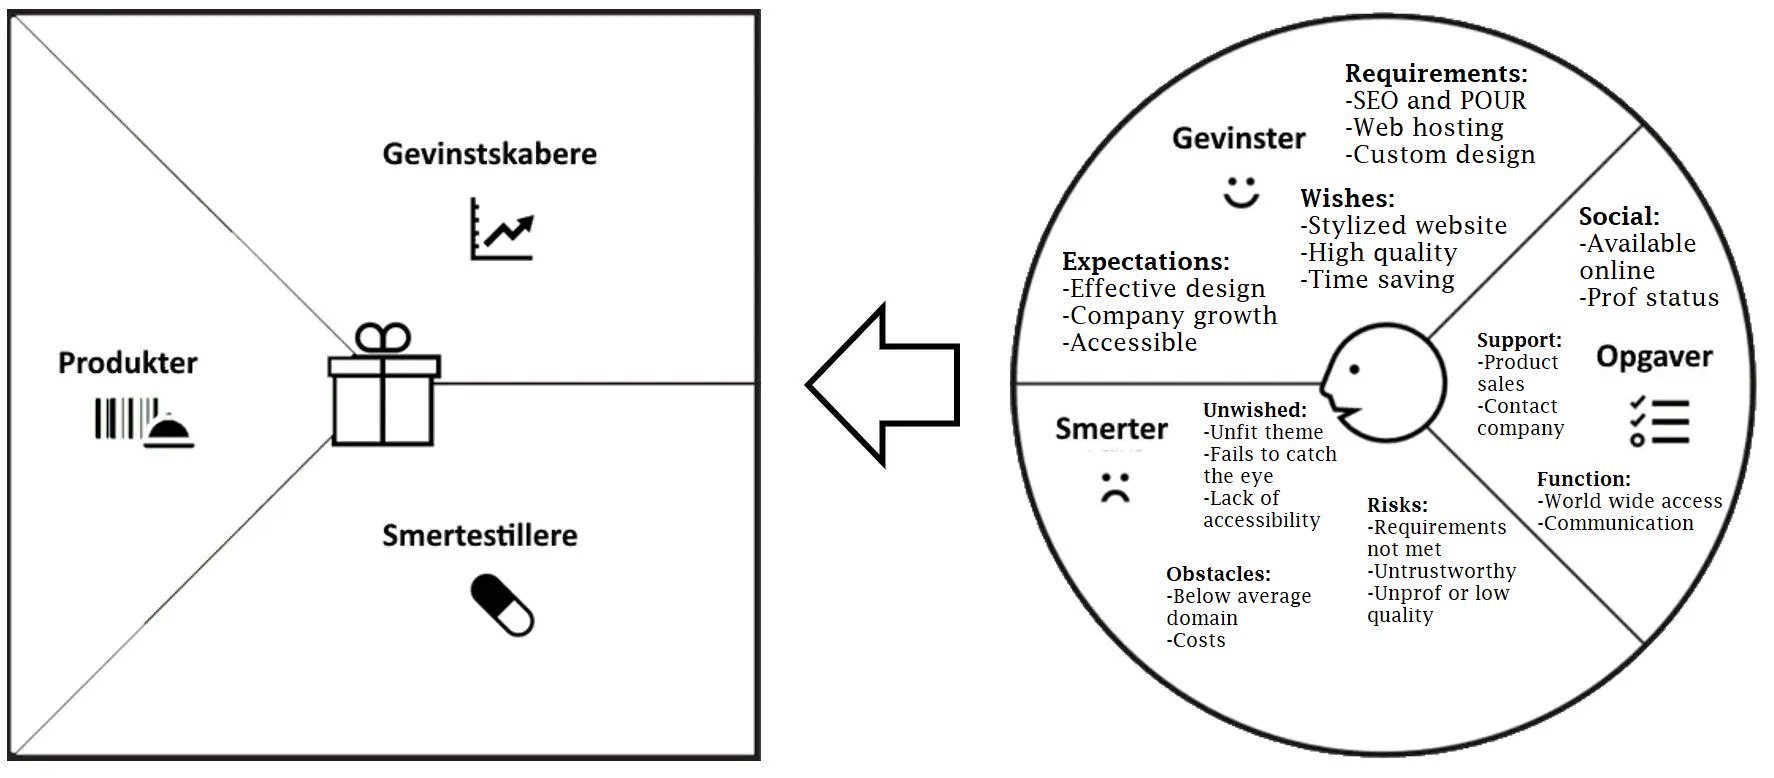 Gevinstskabere
Produkter
Smertestillere
Gevinster
Requirements:
-SEO and POUR
-Web hosting
-Custom design
Wishes:
-Stylized website
-High quality
-Time saving
Expectations:
-Effective design
-Company growth
-Accessible
Social:
-Available
online
-Prof status
Support:
-Product
sales
-Contact
company
Opgaver
Function:
-World wide access
-Communication
Smerter
Unwished:
-Unfit theme
-Fails to catch
the eye
-Lack of
accessibility
Risks:
-Requirements
not met
-Untrustworthy
-Unprof or low
quality
Obstacles:
-Below average
domain
-Costs